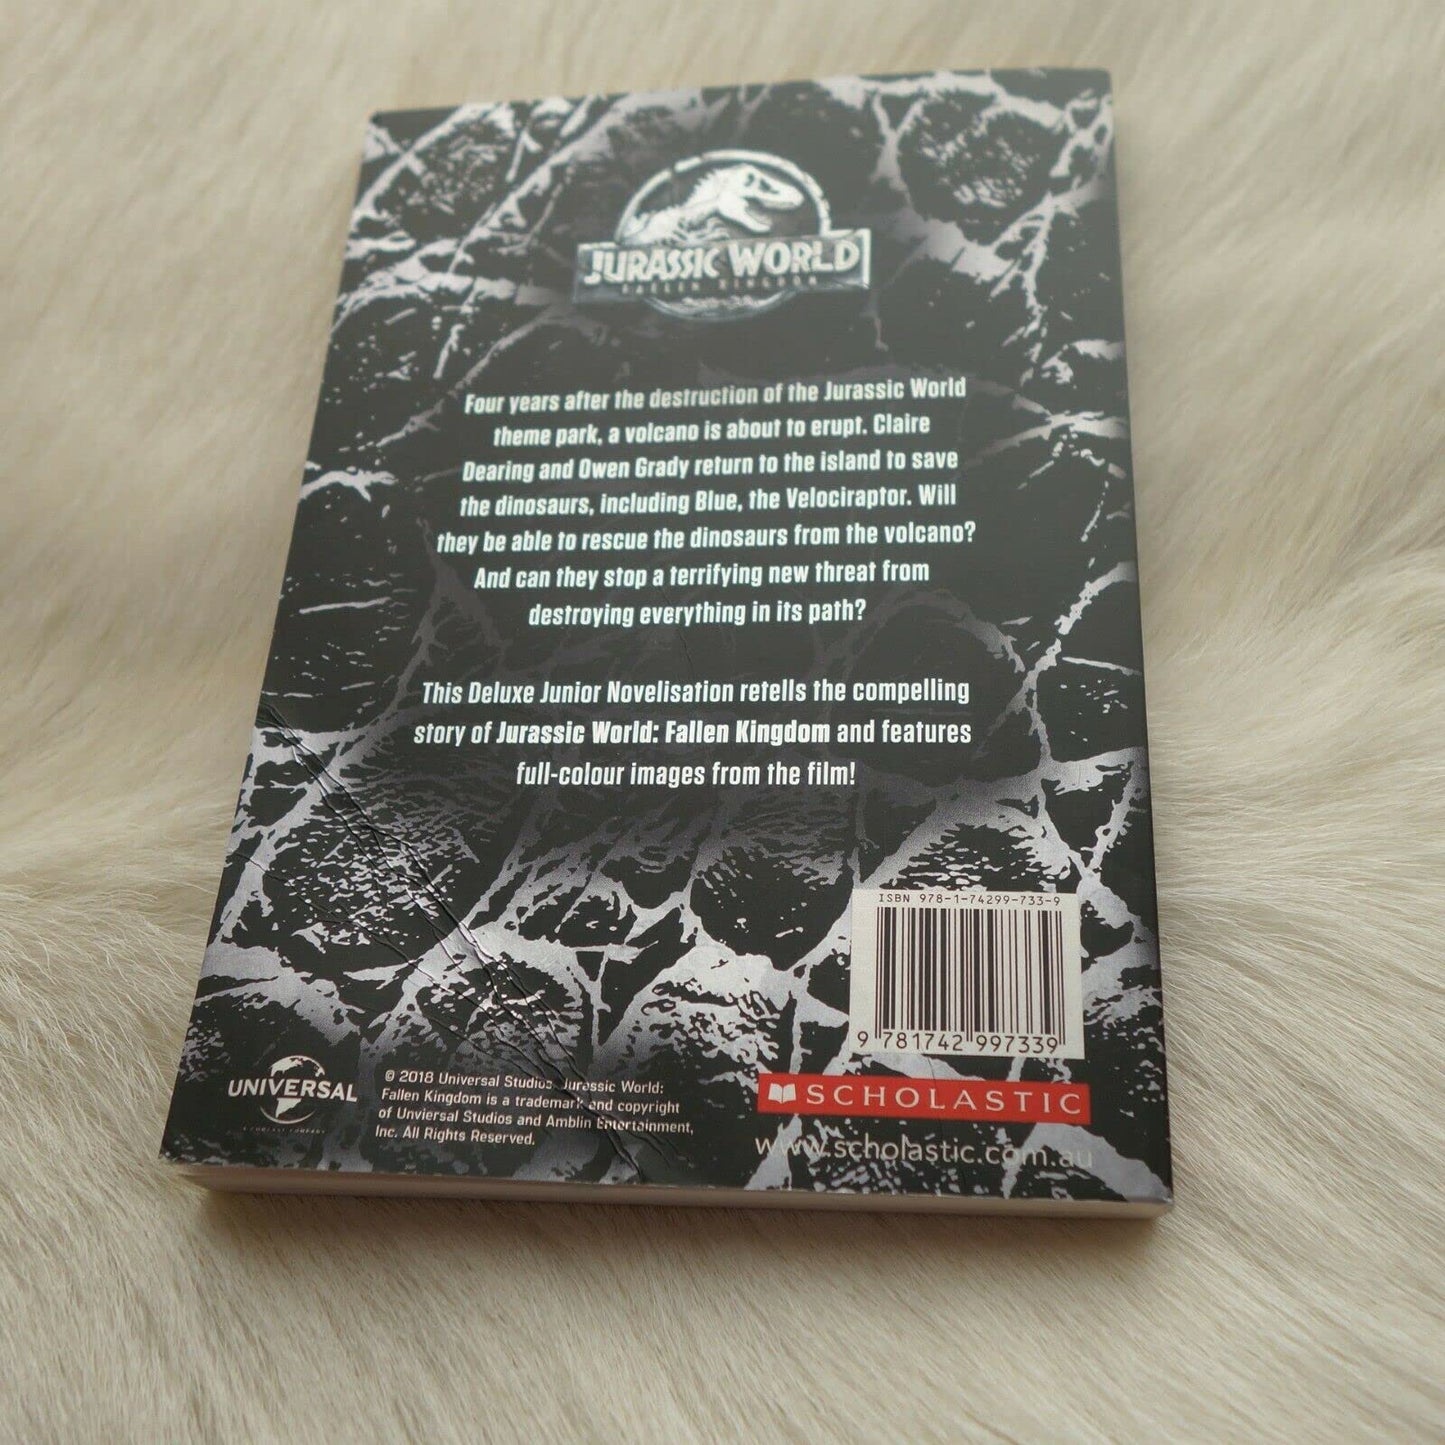 JURASSIC WORLD
FALLEN KINGDOM
Four years after the destruction of the Jurassic World
theme park, a volcano is about to erupt. Claire
Dearing and Owen Grady return to the island to save
the dinosaurs, including Blue, the Velociraptor. Will
they be able to rescue the dinosaurs from the volcano?
And can they stop a terrifying new threat from
destroying everything in its path?
This Deluxe Junior Novelisation retells the compelling
story of Jurassic World: Fallen Kingdom and features
full-colour images from the film!
ISBN 978-1-74299-733-9
9 781742 997339
UNIVERSAL
A COMCAST COMPANY
© 2018 Universal Studios. Jurassic World:
Fallen Kingdom is a trademark and copyright
of Unviersal Studios and Amblin Entertainment,
Inc. All Rights Reserved.
SCHOLASTIC
www.scholastic.com.au